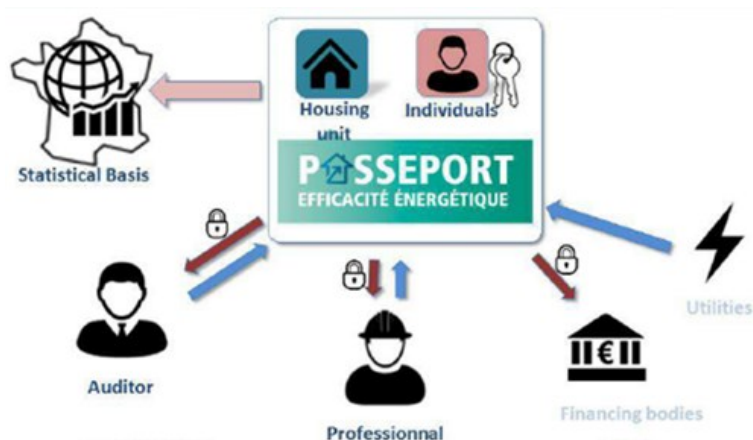 Housing
unit
Individuals
PASSEPORT
EFFICACITÉ ÉNERGÉTIQUE
Statistical Basis
Auditor
Professionnal
Financing bodies
Utilities